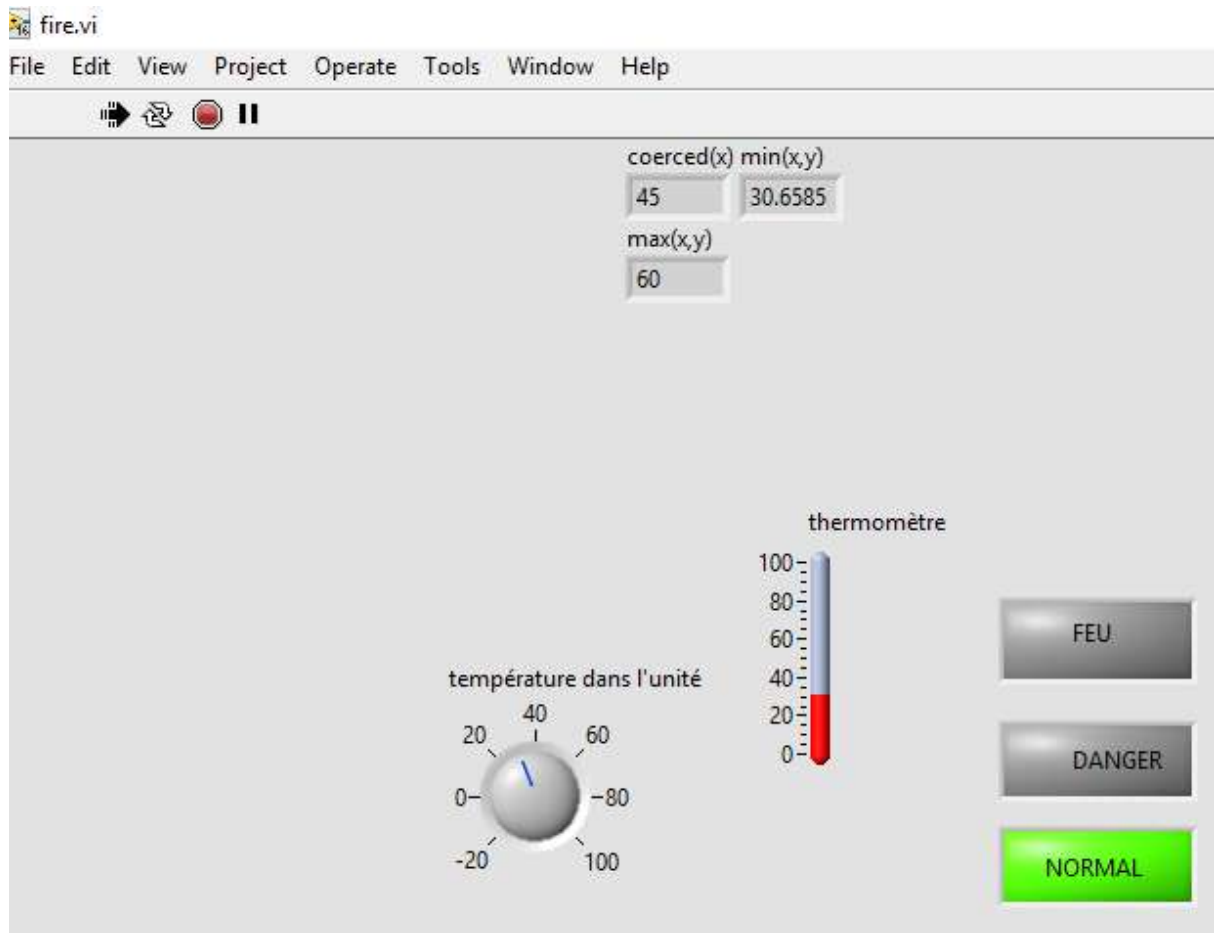 fire.vi
File Edit View Project Operate Tools Window Help
coerced(x) min(x,y)
45 30.6585
max(x,y)
60
thermomètre
100
80
60
40
20
0
température dans l'unité
40
20 60
0 80
-20 100
FEU
DANGER
NORMAL